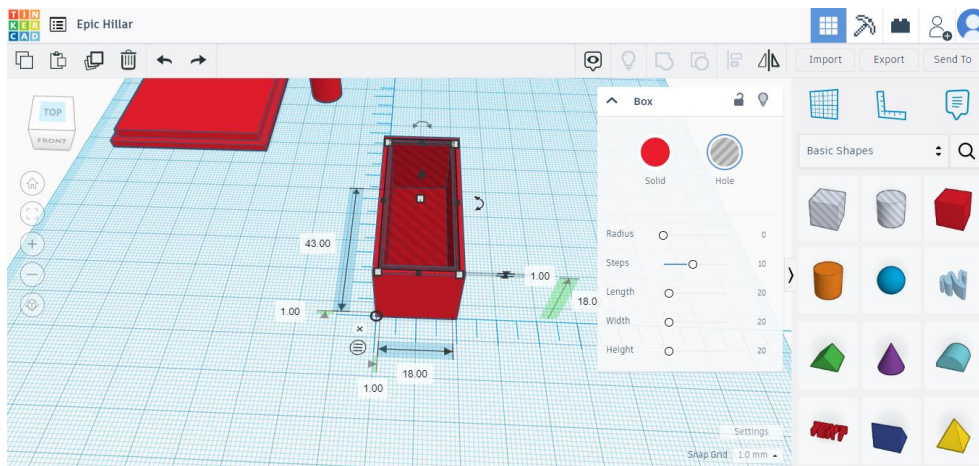 TIN
KER
CAD
Epic Hillar
Import
Export
Send To
TOP
FRONT
Box
Solid
Hole
Radius 0
Steps 10
Length 20
Width 20
Height 20
Basic Shapes
43.00
1.00
18.0
1.00
18.00
1.00
TEXT
Settings
Snap Grid 1.0 mm